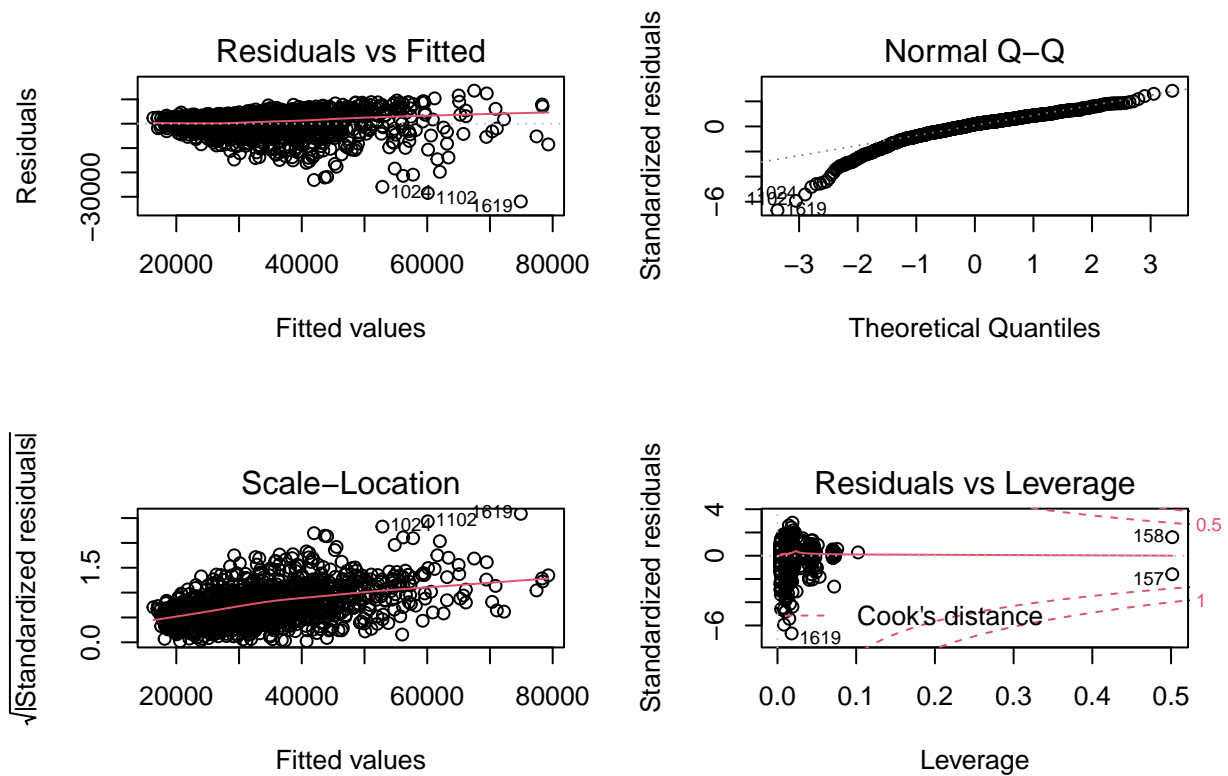 Residuals vs Fitted
Residuals
−30000
1024
1102
1619
20000 40000 60000 80000
Fitted values
Normal Q−Q
Standardized residuals
0
−6
1024
1102
1619
−3 −2 −1 0 1 2 3
Theoretical Quantiles
Scale−Location
√|Standardized residuals|
1.5
0.0
1024
1102
1619
20000 40000 60000 80000
Fitted values
Residuals vs Leverage
Standardized residuals
4
0
−6
0.5
1
158
157
Cook's distance
1619
0.0 0.1 0.2 0.3 0.4 0.5
Leverage